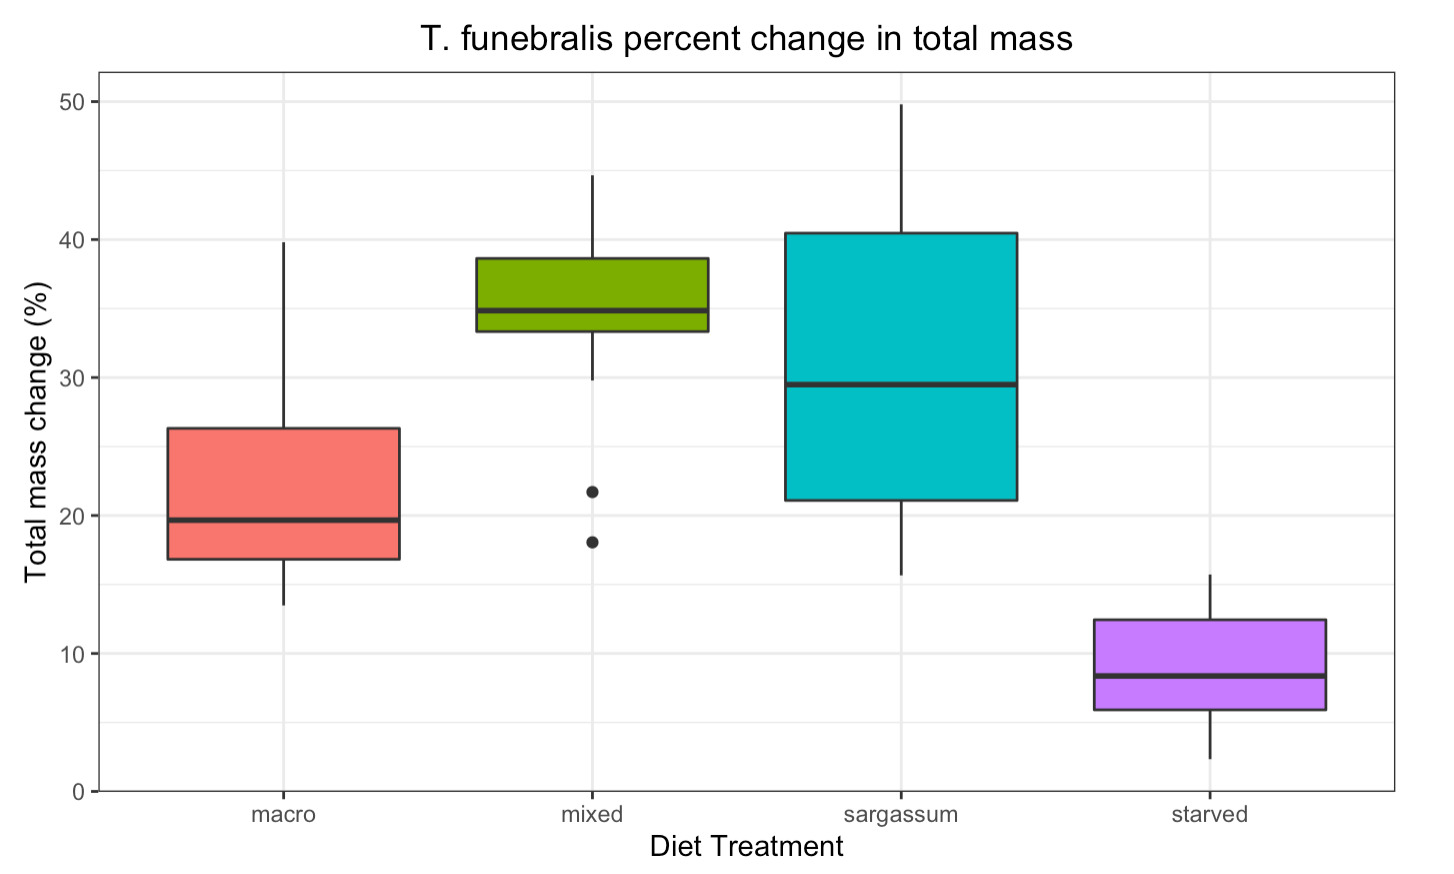 T. funebralis percent change in total mass
Total mass change (%)
50
40
30
20
10
0
macro mixed sargassum starved
Diet Treatment